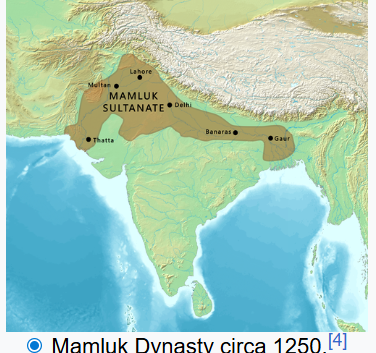 Lahore
Multan
MAMLUK
SULTANATE
Delhi
Banaras
Gaur
Thatta
Mamluk Dynasty circa 1250.[4]